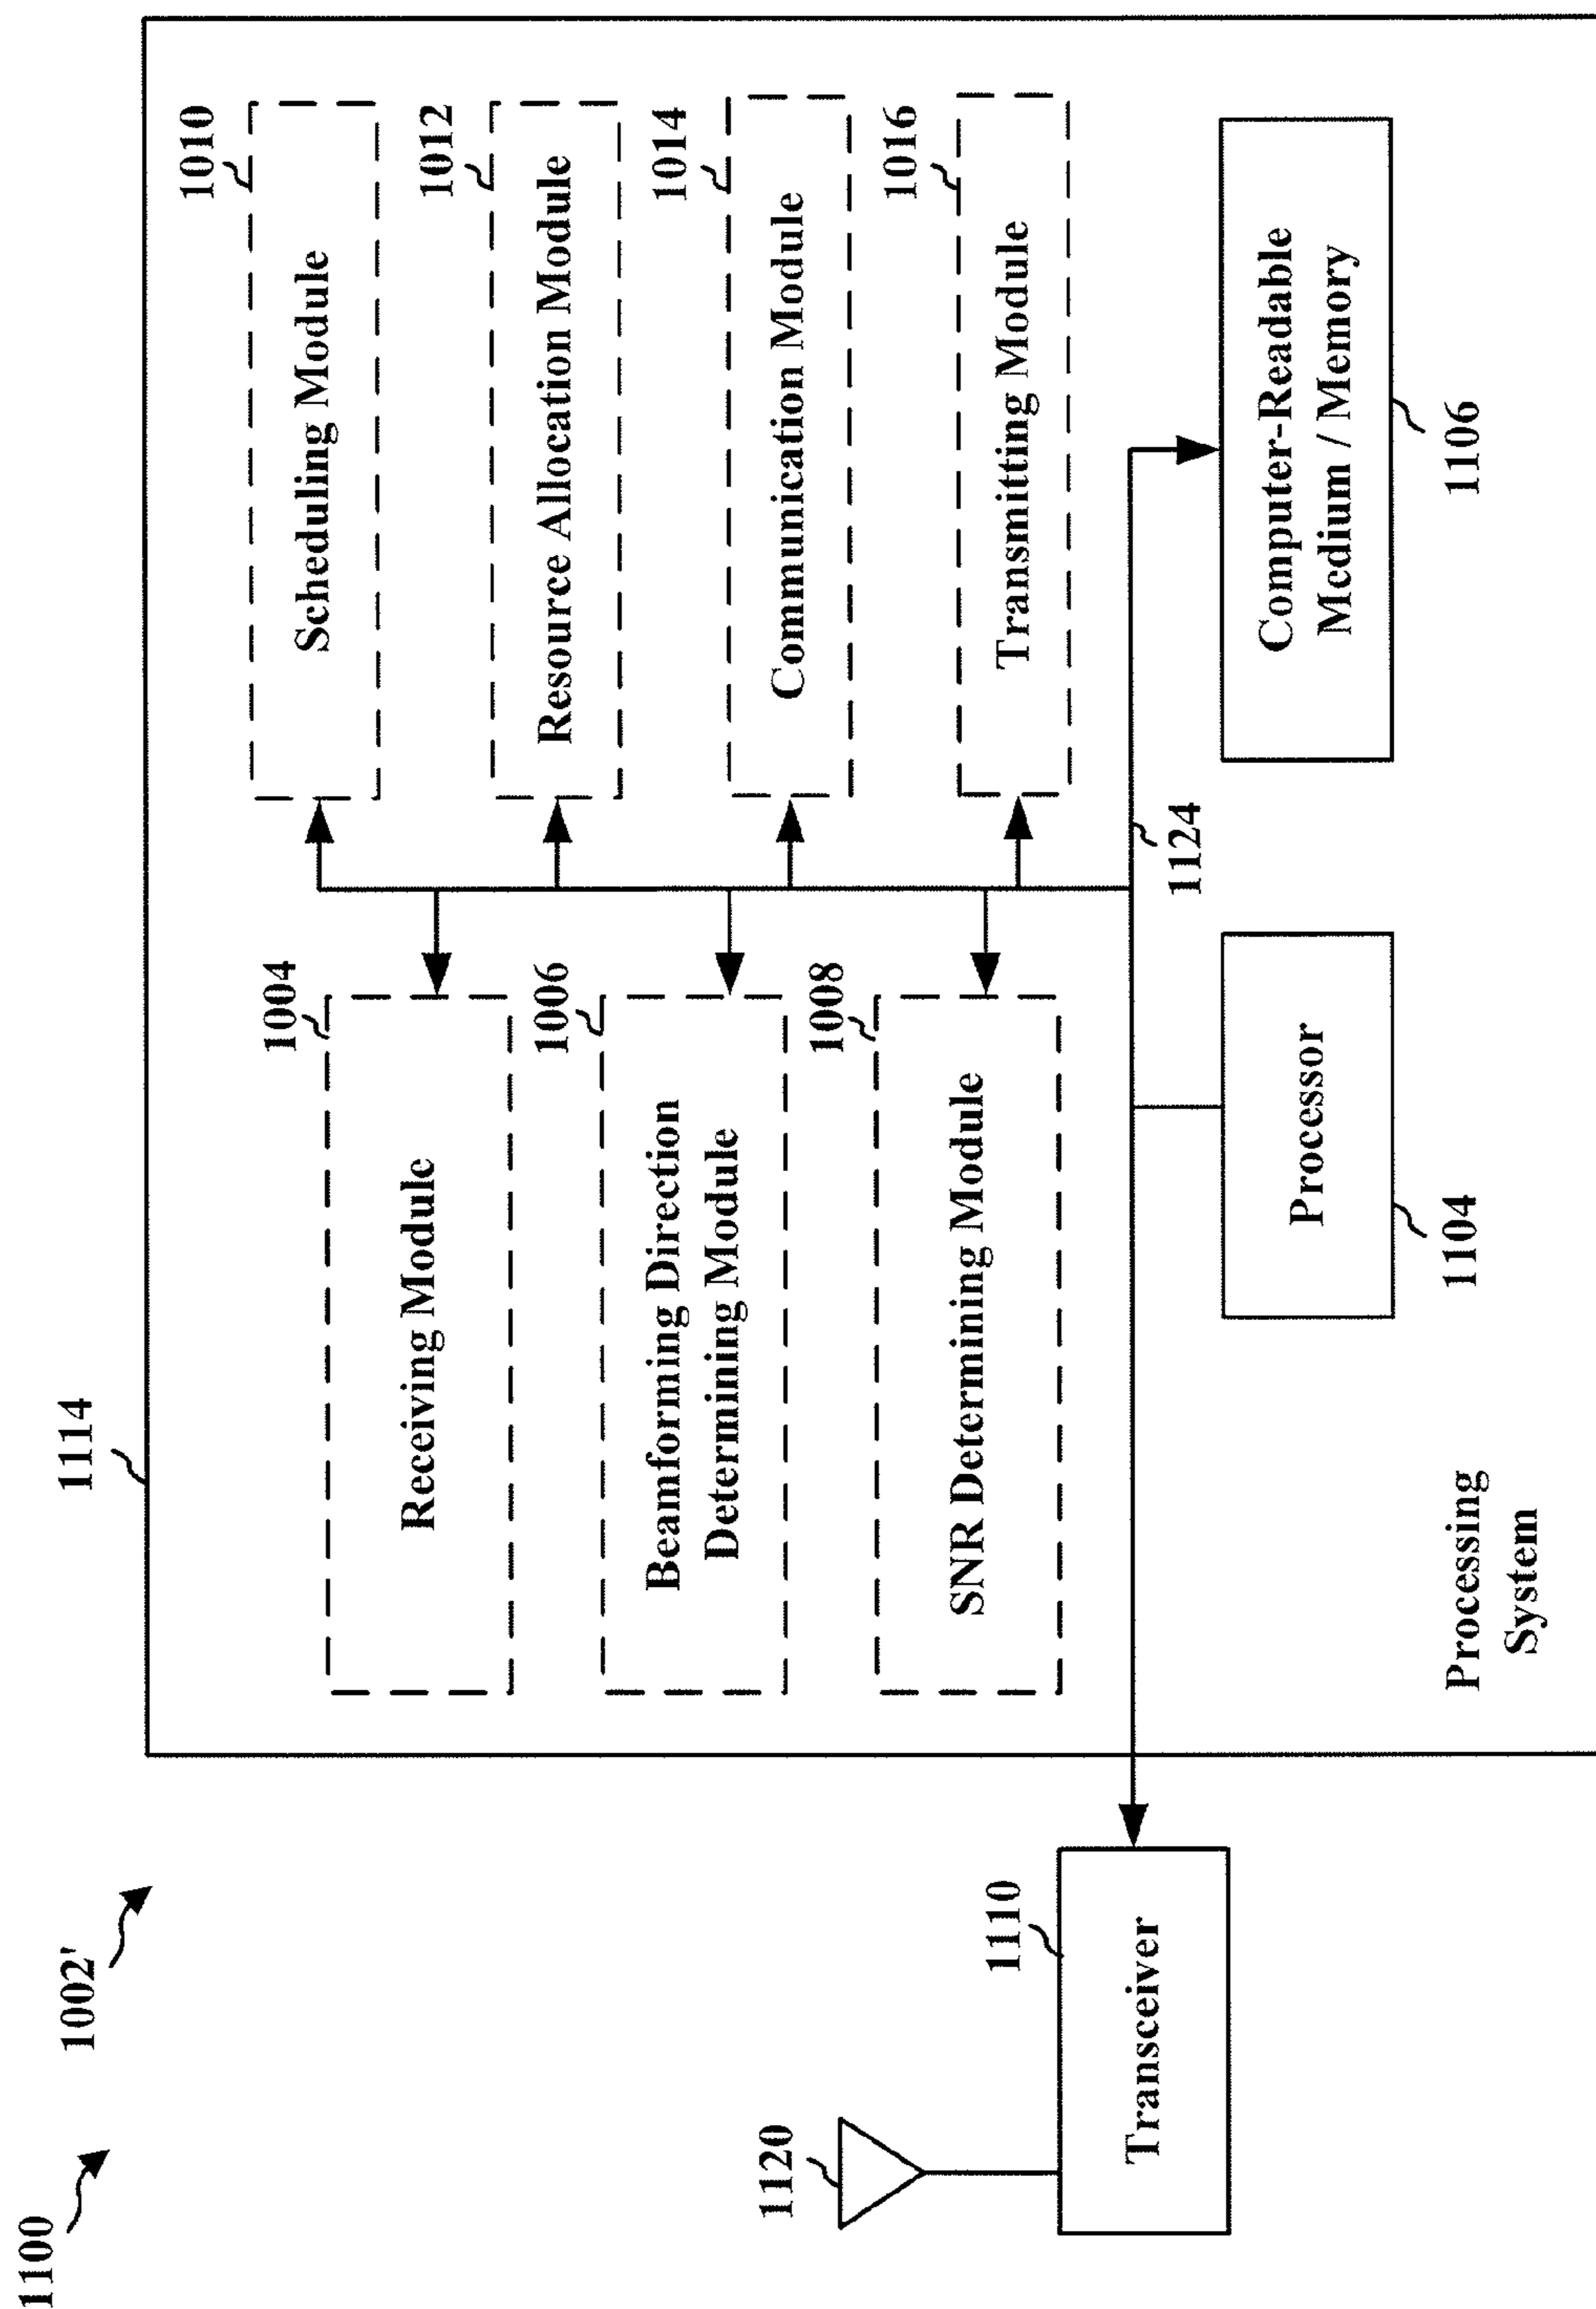 1100
1002'
1114
1004
Receiving Module
1006
Beamforming Direction
Determining Module
1008
SNR Determining Module
1010
Scheduling Module
1012
Resource Allocation Module
1014
Communication Module
1016
Transmitting Module
1120
1110
Transceiver
1124
Processor
1104
Computer-Readable
Medium / Memory
1106
Processing
System